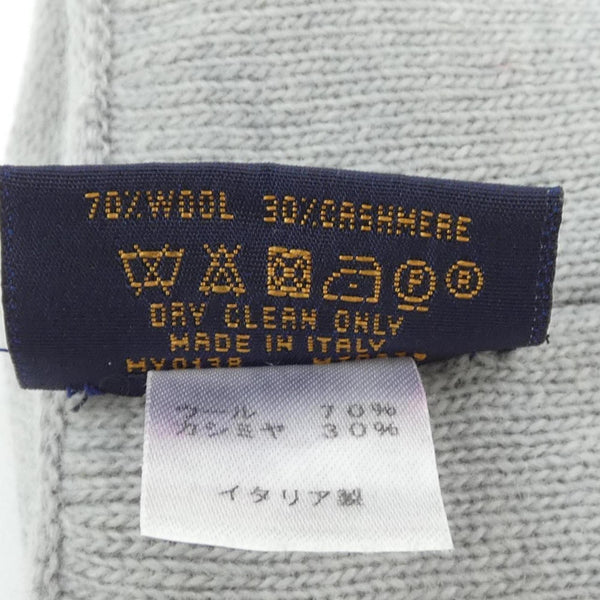 70%WOOL 30%CASHMERE
P R
DRY CLEAN ONLY
MADE IN ITALY
MY0138
ウール 70%
カシミヤ 30%
イタリア製